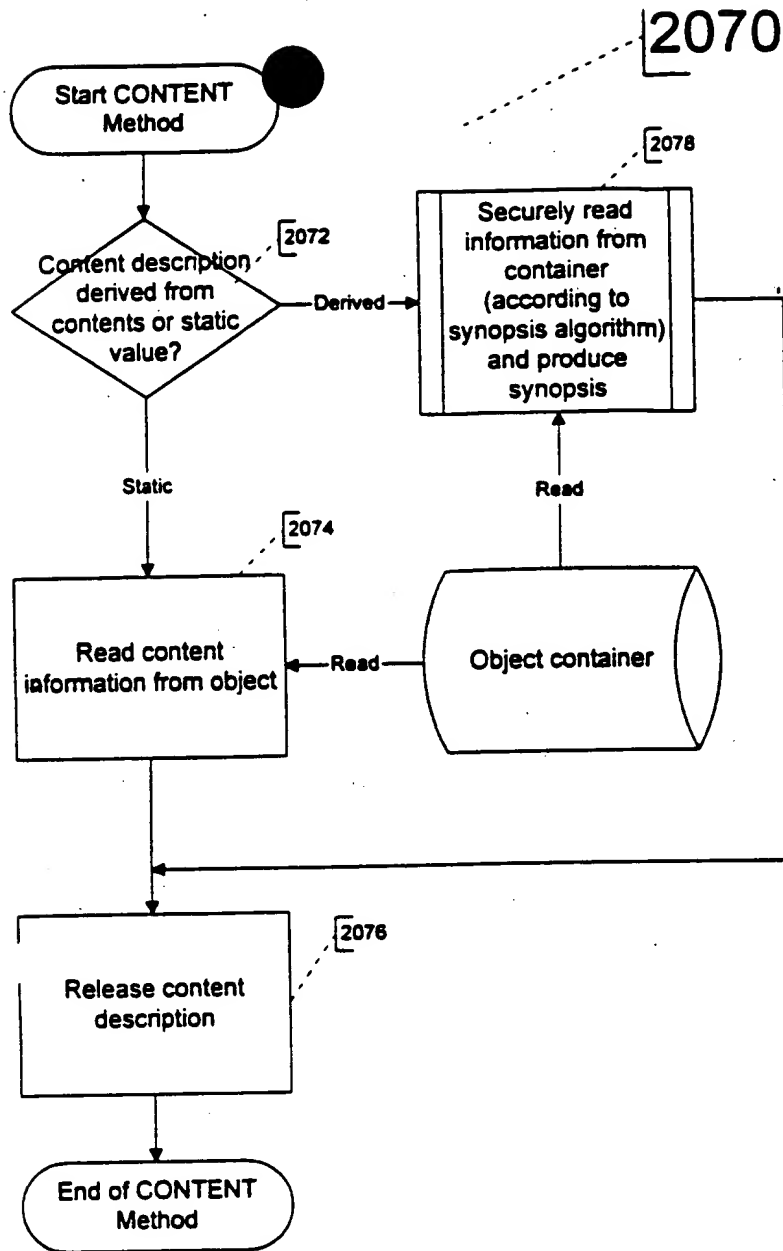 2070
Start CONTENT
Method
2078
2072
Content description
derived from
contents or static
value?
Derived
Securely read
information from
container
(according to
synopsis algorithm)
and produce
synopsis
Static
Read
2074
Read content
information from object
Read
Object container
2076
Release content
description
End of CONTENT
Method